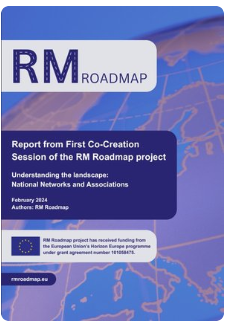 RM ROADMAP
Report from First Co-Creation
Session of the RM Roadmap project
Understanding the landscape:
National Networks and Associations
February 2024
Authors: RM Roadmap
RM Roadmap project has received funding from
the European Union's Horizon Europe programme
under grant agreement number 101058475.
rmroadmap.eu